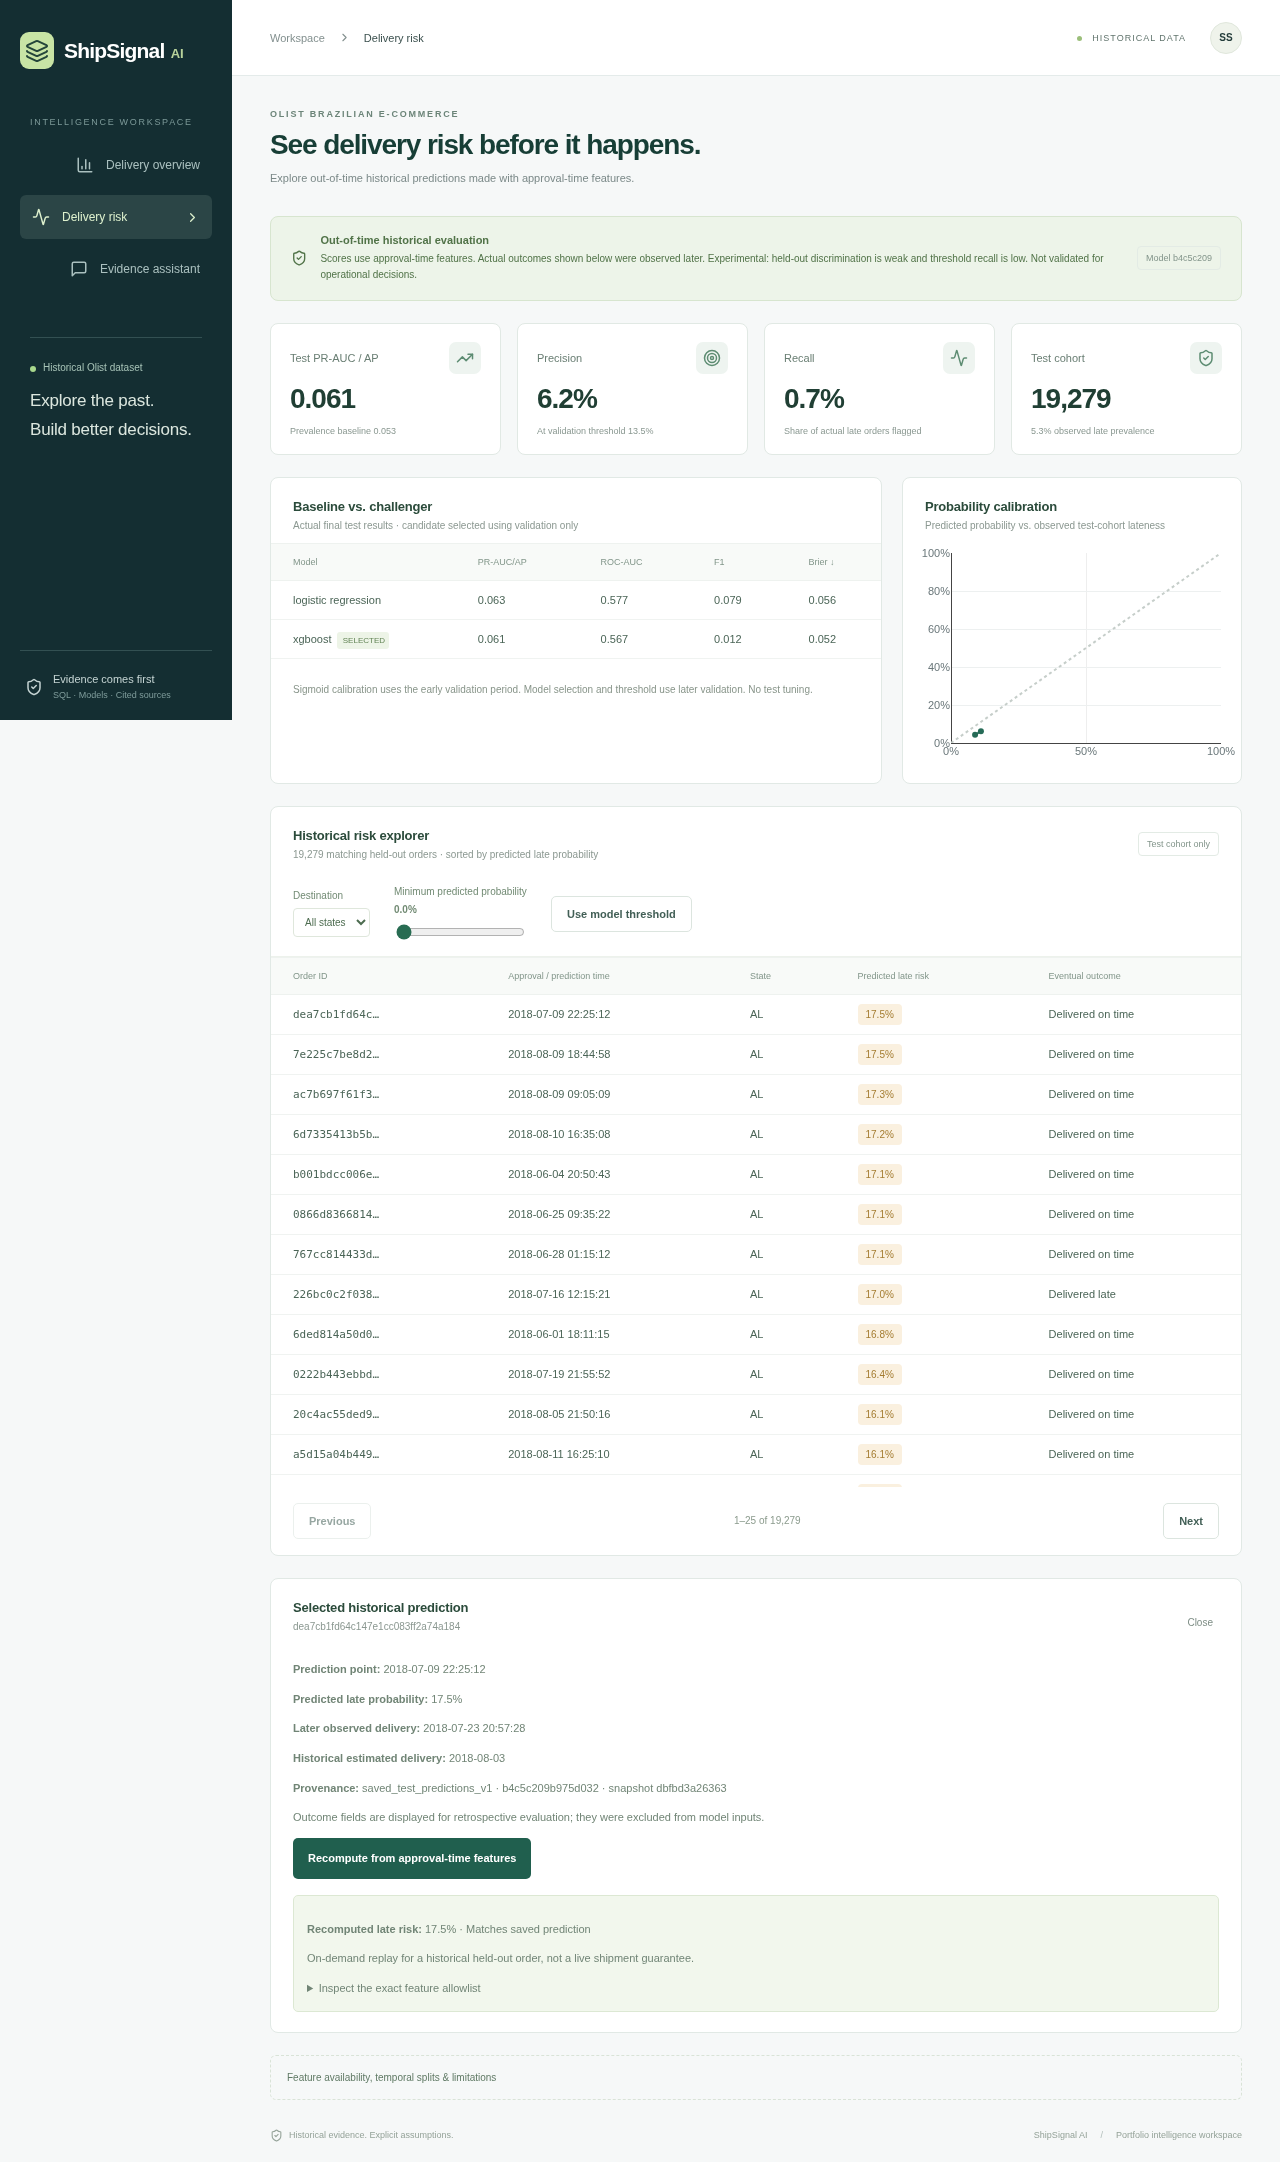 ShipSignal AI
INTELLIGENCE WORKSPACE
Delivery overview
Delivery risk
Evidence assistant
Historical Olist dataset
Explore the past.
Build better decisions.
Evidence comes first
SQL · Models · Cited sources
Workspace Delivery risk
HISTORICAL DATA SS
OLIST BRAZILIAN E-COMMERCE
See delivery risk before it happens.
Explore out-of-time historical predictions made with approval-time features.
Out-of-time historical evaluation
Scores use approval-time features. Actual outcomes shown below were observed later. Experimental: held-out discrimination is weak and threshold recall is low. Not validated for
operational decisions.
Model b4c5c209
Test PR-AUC / AP
0.061
Prevalence baseline 0.053
Precision
6.2%
At validation threshold 13.5%
Recall
0.7%
Share of actual late orders flagged
Test cohort
19,279
5.3% observed late prevalence
Baseline vs. challenger
Actual final test results · candidate selected using validation only
Model PR-AUC/AP ROC-AUC F1 Brier ↓
logistic regression 0.063 0.577 0.079 0.056
xgboost SELECTED 0.061 0.567 0.012 0.052
Sigmoid calibration uses the early validation period. Model selection and threshold use later validation. No test tuning.
Probability calibration
Predicted probability vs. observed test-cohort lateness
100%
80%
60%
40%
20%
0%
0% 50% 100%
Historical risk explorer
19,279 matching held-out orders · sorted by predicted late probability
Test cohort only
Destination
All states
Minimum predicted probability
0.0%
Use model threshold
Order ID Approval / prediction time State Predicted late risk Eventual outcome
dea7cb1fd64c… 2018-07-09 22:25:12 AL 17.5% Delivered on time
7e225c7be8d2… 2018-08-09 18:44:58 AL 17.5% Delivered on time
ac7b697f61f3… 2018-08-09 09:05:09 AL 17.3% Delivered on time
6d7335413b5b… 2018-08-10 16:35:08 AL 17.2% Delivered on time
b001bdcc006e… 2018-06-04 20:50:43 AL 17.1% Delivered on time
0866d8366814… 2018-06-25 09:35:22 AL 17.1% Delivered on time
767cc814433d… 2018-06-28 01:15:12 AL 17.1% Delivered on time
226bc0c2f038… 2018-07-16 12:15:21 AL 17.0% Delivered late
6ded814a50d0… 2018-06-01 18:11:15 AL 16.8% Delivered on time
0222b443ebbd… 2018-07-19 21:55:52 AL 16.4% Delivered on time
20c4ac55ded9… 2018-08-05 21:50:16 AL 16.1% Delivered on time
a5d15a04b449… 2018-08-11 16:25:10 AL 16.1% Delivered on time
Previous 1–25 of 19,279 Next
Selected historical prediction
dea7cb1fd64c147e1cc083ff2a74a184
Close
Prediction point: 2018-07-09 22:25:12
Predicted late probability: 17.5%
Later observed delivery: 2018-07-23 20:57:28
Historical estimated delivery: 2018-08-03
Provenance: saved_test_predictions_v1 · b4c5c209b975d032 · snapshot dbfbd3a26363
Outcome fields are displayed for retrospective evaluation; they were excluded from model inputs.
Recompute from approval-time features
Recomputed late risk: 17.5% · Matches saved prediction
On-demand replay for a historical held-out order, not a live shipment guarantee.
Inspect the exact feature allowlist
Feature availability, temporal splits & limitations
Historical evidence. Explicit assumptions.
ShipSignal AI / Portfolio intelligence workspace